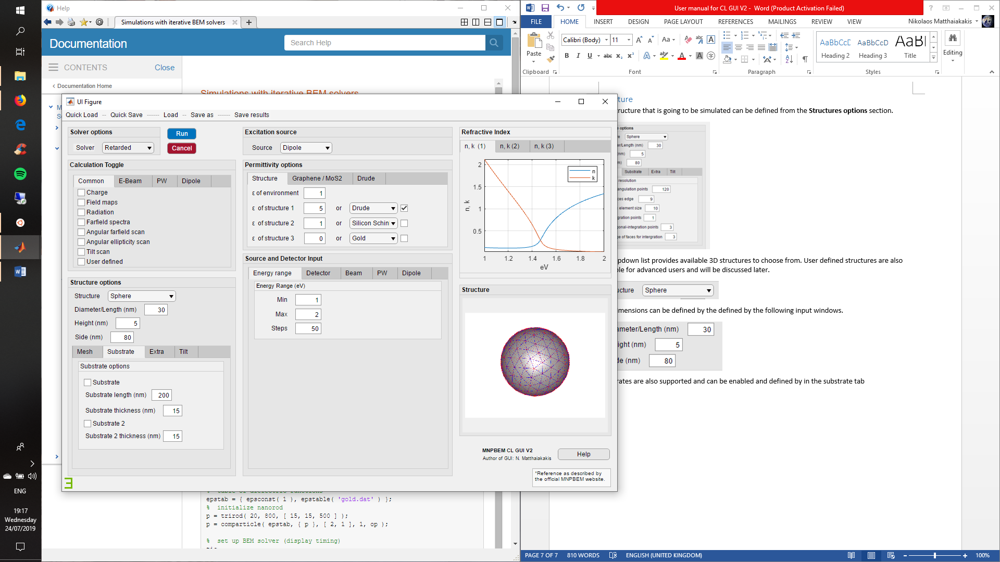 Help
Simulations with iterative BEM solvers
Documentation
Search Help
CONTENTS
Close
Documentation Home
Simulations with iterative BEM solvers
UI Figure
Quick Load -- Quick Save ------ Load -- Save as ------ Save results
Solver options
Solver Retarded
Run
Cancel
Calculation Toggle
Common E-Beam PW Dipole
Charge
Field maps
Radiation
Farfield spectra
Angular farfield scan
Angular ellipticity scan
Tilt scan
User defined
Structure options
Structure Sphere
Diameter/Length (nm) 30
Height (nm) 5
Side (nm) 80
Mesh Substrate Extra Tilt
Substrate options
Substrate
Substrate length (nm) 200
Substrate thickness (nm) 15
Substrate 2
Substrate 2 thickness (nm) 15
Excitation source
Source Dipole
Permittivity options
Structure Graphene / MoS2 Drude
ε of environment 1
ε of structure 1 5 or Drude
ε of structure 2 1 or Silicon Schin
ε of structure 3 0 or Gold
Source and Detector Input
Energy range Detector Beam PW Dipole
Energy Range (eV)
Min 1
Max 2
Steps 50
Refractive Index
n, k (1) n, k (2) n, k (3)
n
k
2
1.5
1
0.5
n, k
1 1.2 1.4 1.6 1.8 2
eV
Structure
MNPBEM CL GUI V2
Author of GUI: N. Matthaiakakis
Help
*Reference as described by
the official MNPBEM website.
epstab = { epsconst( 1 ), epstable( 'gold.dat' ) };
% initialize nanorod
p = trirod( 20, 800, [ 15, 15, 500 ] );
p = comparticle( epstab, { p }, [ 2, 1 ], 1, op );
% set up BEM solver (display timing)
User manual for CL GUI V2 - Word (Product Activation Failed)
FILE HOME INSERT DESIGN PAGE LAYOUT REFERENCES MAILINGS REVIEW VIEW
Nikolaos Matthaiakakis
Paste
Clipboard
Calibri (Body) 11
Font
Paragraph
AaBbCcD Heading 2
AaBbCcD Heading 3
AaBI Title
Styles
Editing
ture
ructure that is going to be simulated can be defined from the Structures options section.
options
Sphere
er/Length (nm) 30
nm) 5
m) 80
Substrate Extra Tilt
resolution
angulation points 120
ces edge 9
element size 10
gration points 1
onal-integration points 3
e of faces for intergration 3
pdown list provides available 3D structures to choose from. User defined structures are also
le for advanced users and will be discussed later.
ucture Sphere
imensions can be defined by the defined by the following input windows.
ameter/Length (nm) 30
ight (nm) 5
de (nm) 80
rates are also supported and can be enabled and defined by in the substrate tab
PAGE 7 OF 7 810 WORDS ENGLISH (UNITED KINGDOM) 100%
ENG
19:17
Wednesday
24/07/2019